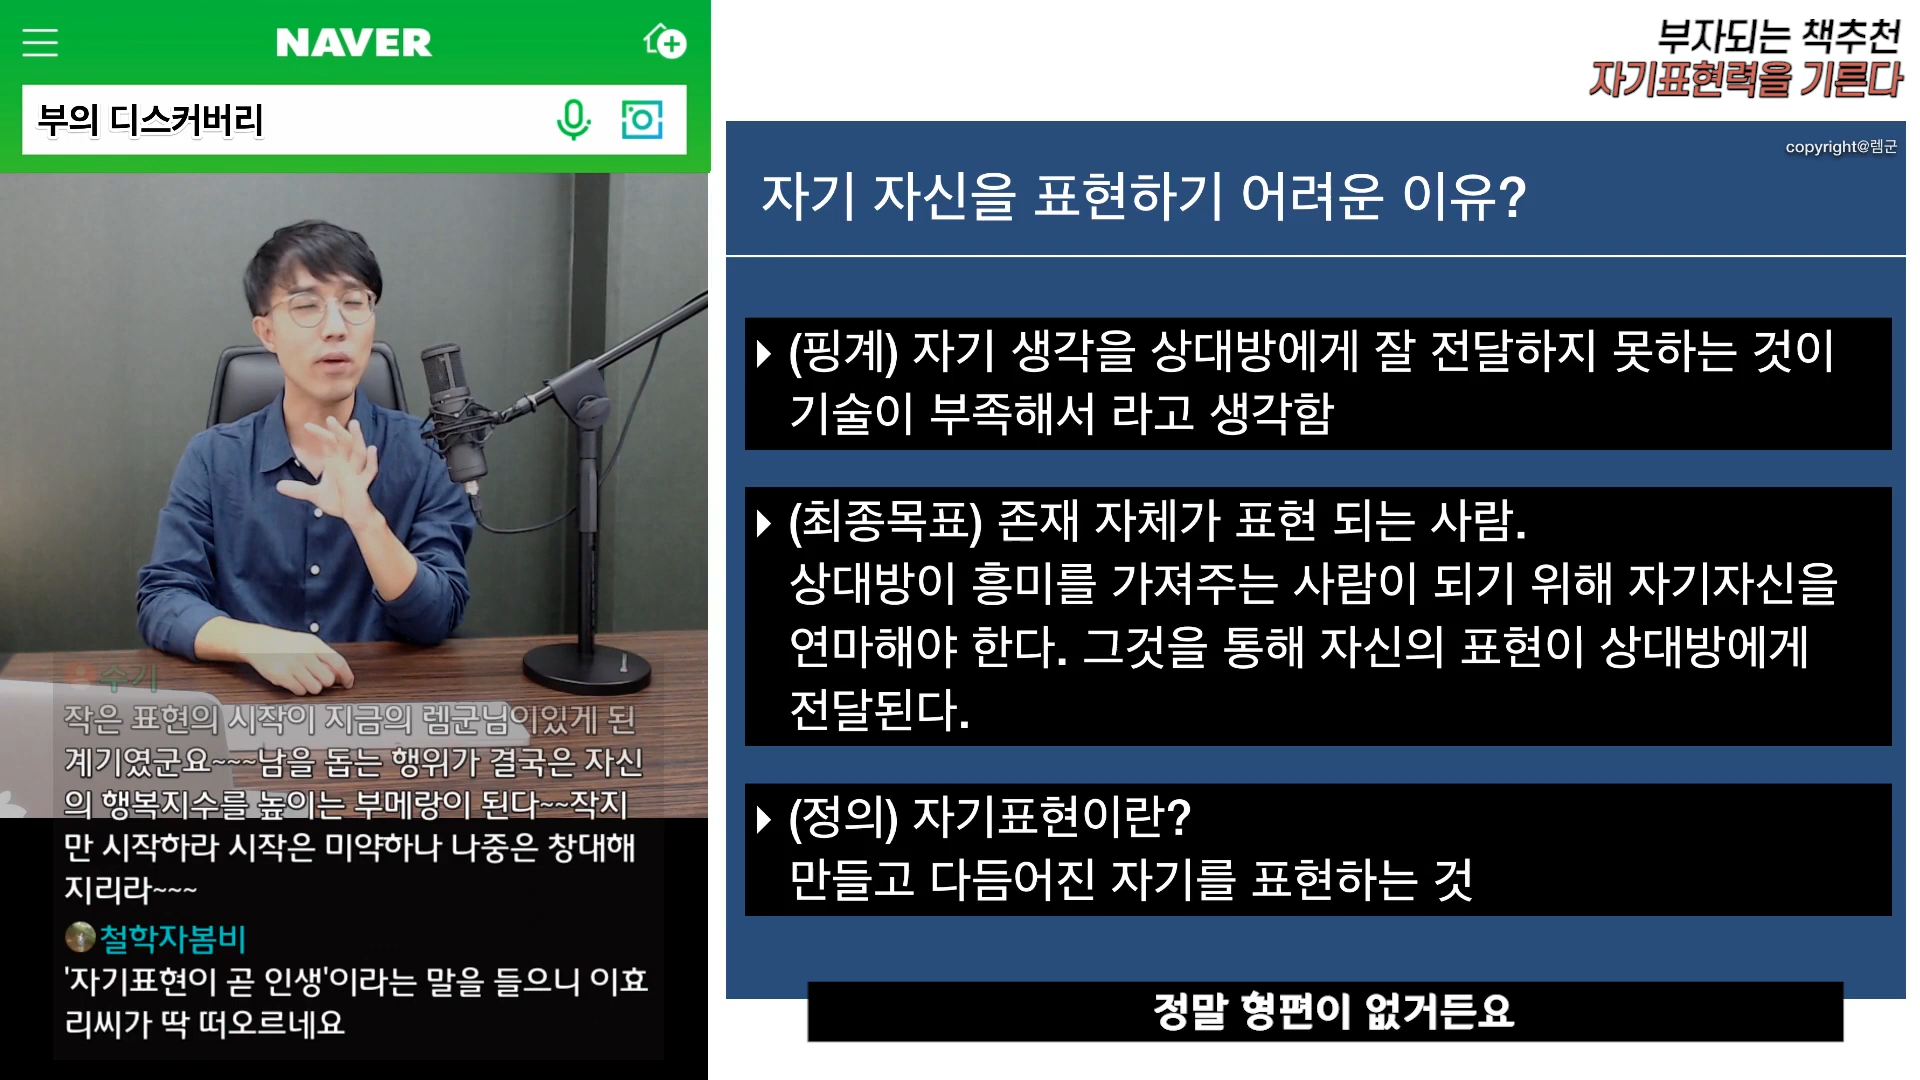 NAVER
부의 디스커버리
부자되는 책추천
자기표현력을 기른다
copyright@렘군
자기 자신을 표현하기 어려운 이유?
(핑계) 자기 생각을 상대방에게 잘 전달하지 못하는 것이
기술이 부족해서 라고 생각함
(최종목표) 존재 자체가 표현 되는 사람.
상대방이 흥미를 가져주는 사람이 되기 위해 자기자신을
연마해야 한다. 그것을 통해 자신의 표현이 상대방에게
전달된다.
(정의) 자기표현이란?
만들고 다듬어진 자기를 표현하는 것
수기
작은 표현의 시작이 지금의 렘군님이있게 된
계기였군요~~~남을 돕는 행위가 결국은 자신
의 행복지수를 높이는 부메랑이 된다~~작지
만 시작하라 시작은 미약하나 나중은 창대해
지리라~~~
철학자봄비
'자기표현이 곧 인생'이라는 말을 들으니 이효
리씨가 딱 떠오르네요
정말 형편이 없거든요